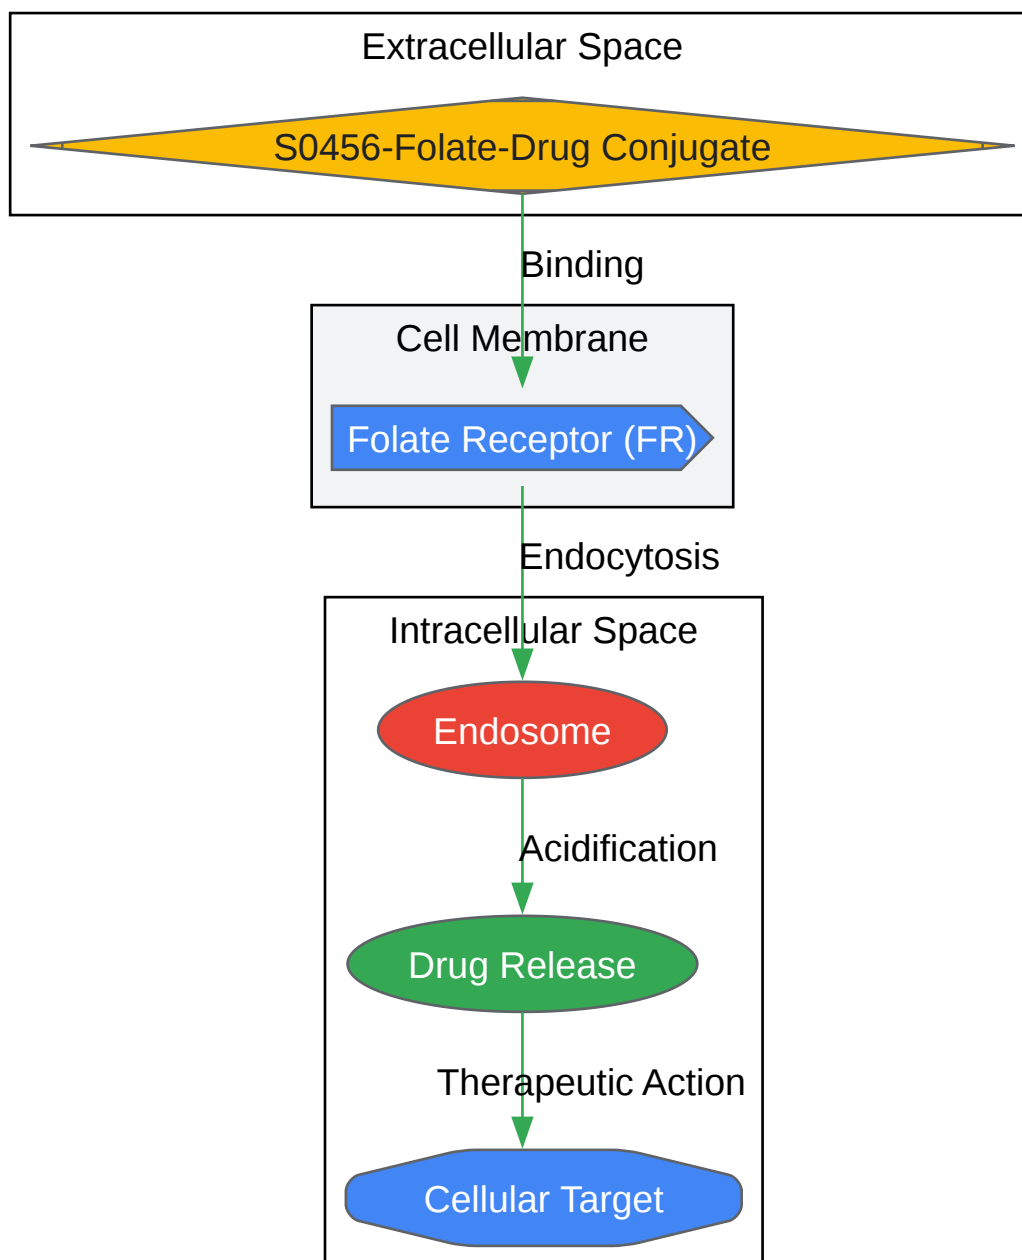 Extracellular Space
S0456-Folate-Drug Conjugate
Binding
Cell Membrane
Folate Receptor (FR)
Endocytosis
Intracellular Space
Endosome
Acidification
Drug Release
Therapeutic Action
Cellular Target